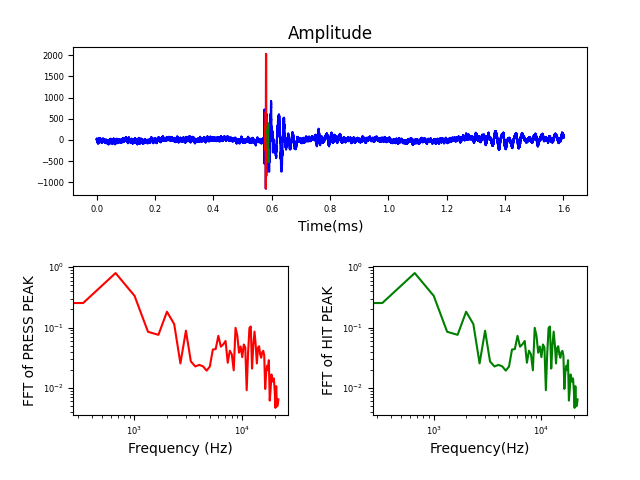 Amplitude
2000
1500
1000
500
0
−500
−1000
0.0 0.2 0.4 0.6 0.8 1.0 1.2 1.4 1.6
Time(ms)
FFT of PRESS PEAK
10⁰
10⁻¹
10⁻²
10³ 10⁴
Frequency (Hz)
FFT of HIT PEAK
10⁰
10⁻¹
10⁻²
10³ 10⁴
Frequency(Hz)